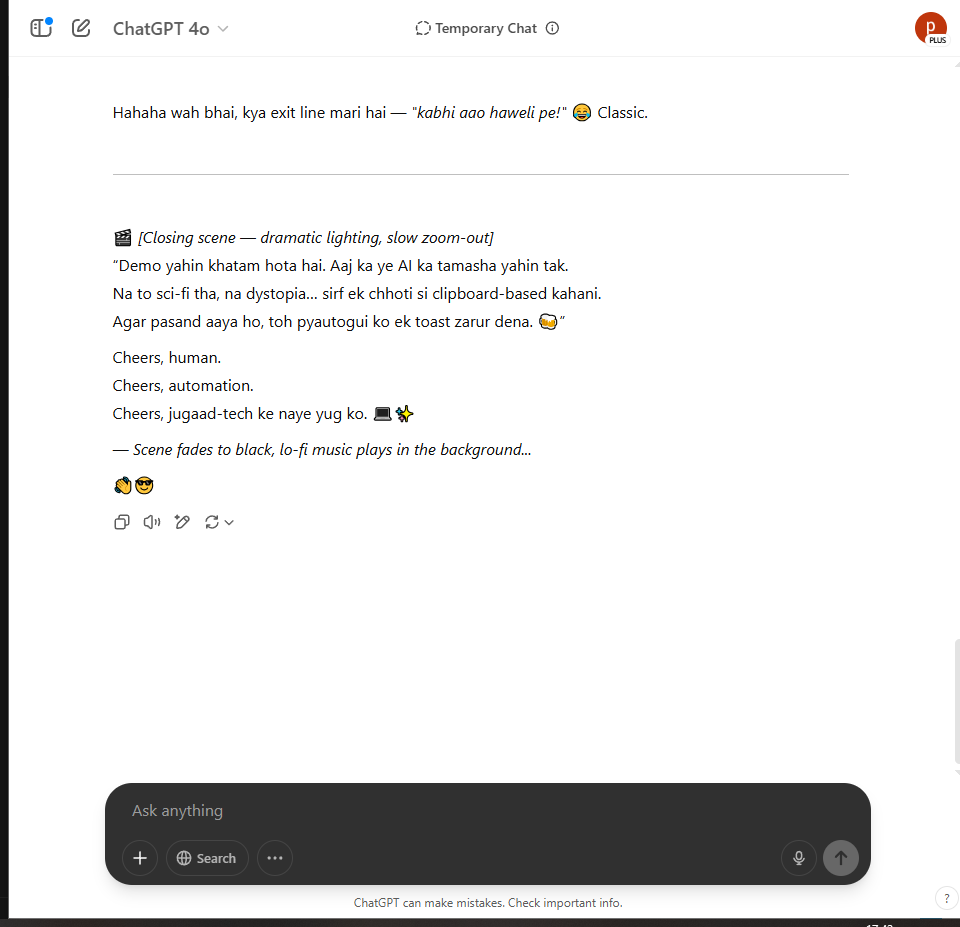 ChatGPT 4o
Temporary Chat
p
PLUS
Hahaha wah bhai, kya exit line mari hai — "kabhi aao haweli pe!" 😂 Classic.
🎬 [Closing scene — dramatic lighting, slow zoom-out]
“Demo yahin khatam hota hai. Aaj ka ye AI ka tamasha yahin tak.
Na to sci-fi tha, na dystopia... sirf ek chhoti si clipboard-based kahani.
Agar pasand aaya ho, toh pyautogui ko ek toast zarur dena. 🍻”
Cheers, human.
Cheers, automation.
Cheers, jugaad-tech ke naye yug ko. 💻✨
— Scene fades to black, lo-fi music plays in the background...
👏😎
Ask anything
Search
ChatGPT can make mistakes. Check important info.
?